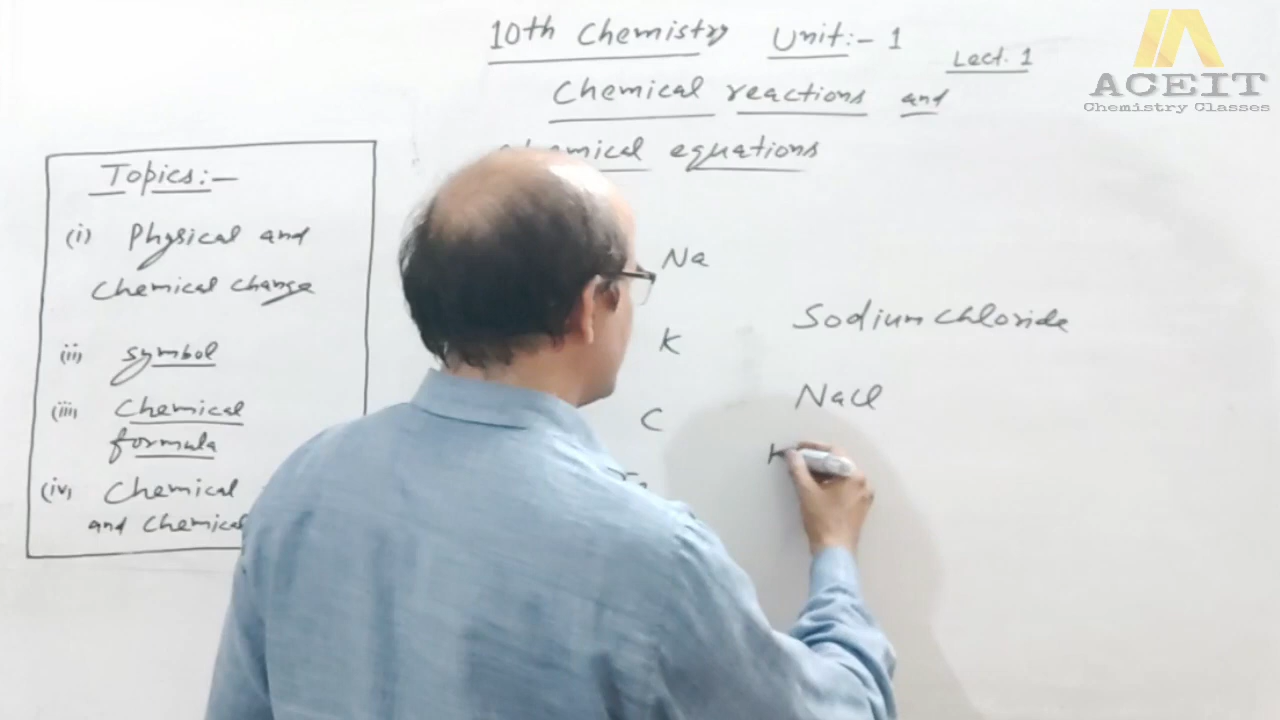 10th Chemistry Unit:- 1
Lect. 1
Chemical reactions and
chemical equations
ACEIT
Chemistry Classes
Topics:-
(i) Physical and
Chemical change
(ii) symbol
(iii) Chemical
formula
(iv) Chemical
and chemical
Na
K
C
Sodium chloride
NaCl